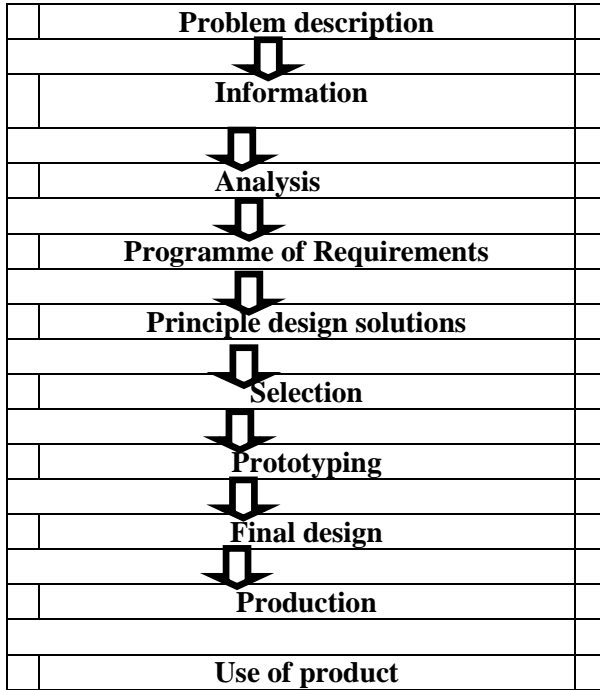 Problem description
Information
Analysis
Programme of Requirements
Principle design solutions
Selection
Prototyping
Final design
Production
Use of product